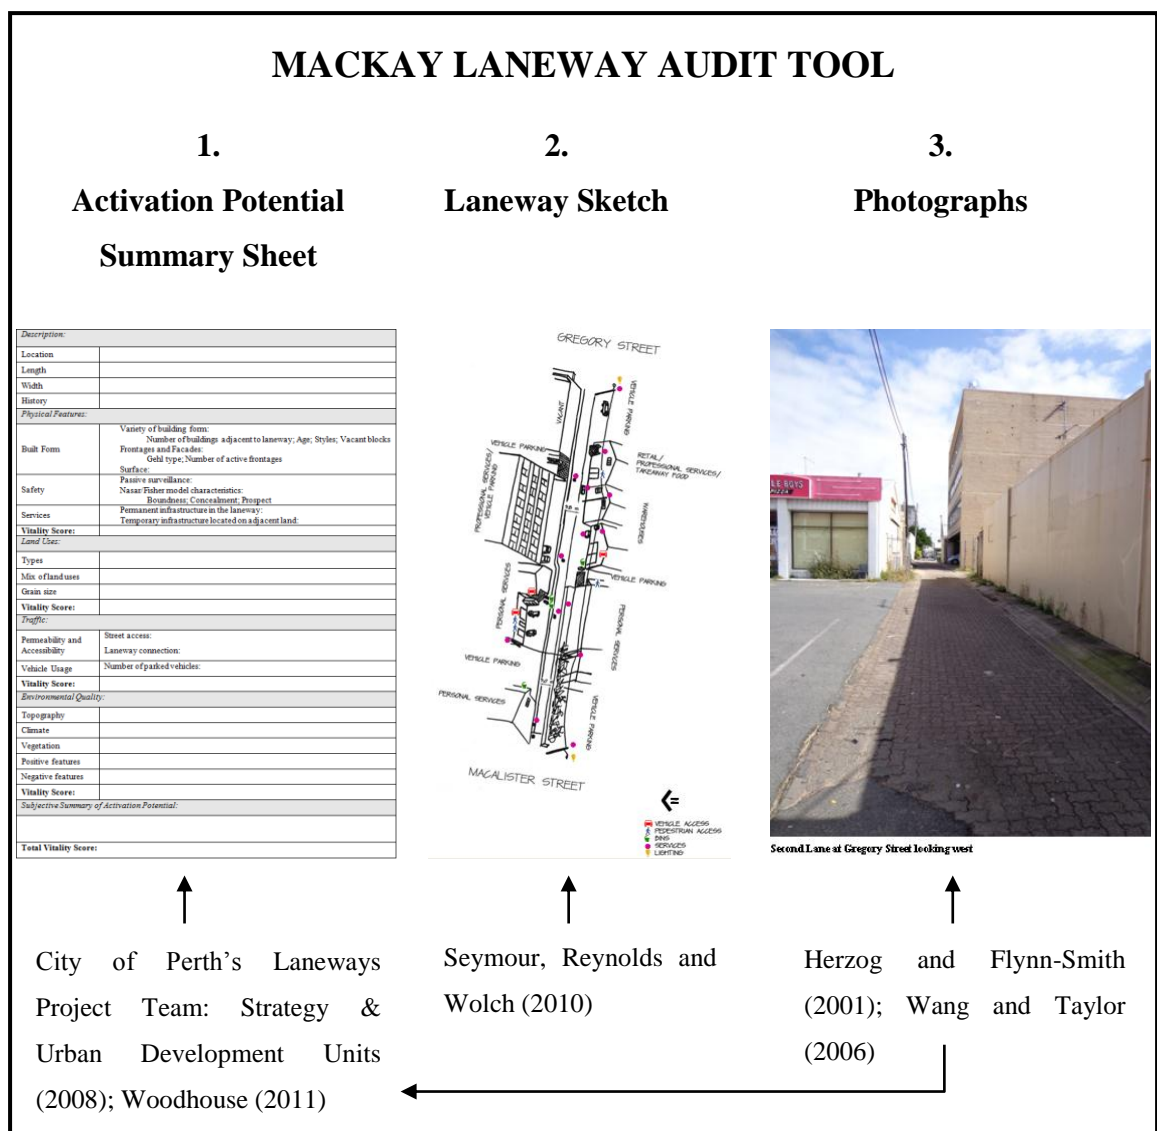 MACKAY LANEWAY AUDIT TOOL
1.
Activation Potential
Summary Sheet
2.
Laneway Sketch
3.
Photographs
Description:
Location
Length
Width
History
Physical Features:
Built Form
Variety of building form:
Number of buildings adjacent to laneway; Age; Styles; Vacant blocks
Frontages and Facades:
Gehl type; Number of active frontages
Surface:
Safety
Passive surveillance:
Nasar/Fisher model characteristics:
Boundness; Concealment; Prospect
Services
Permanent infrastructure in the laneway:
Temporary infrastructure located on adjacent land:
Vitality Score:
Land Uses:
Types
Mix of land uses
Grain size
Vitality Score:
Traffic:
Permeability and
Accessibility
Street access:
Laneway connection:
Vehicle Usage
Number of parked vehicles:
Vitality Score:
Environmental Quality:
Topography
Climate
Vegetation
Positive features
Negative features
Vitality Score:
Subjective Summary of Activation Potential:
Total Vitality Score:
GREGORY STREET
VACANT
VEHICLE PARKING
VEHICLE PARKING
RETAIL/
PROFESSIONAL SERVICES/
TAKEAWAY FOOD
PROFESSIONAL SERVICES/
VEHICLE PARKING
WAREHOUSES
VEHICLE PARKING
PERSONAL SERVICES
PERSONAL SERVICES
VEHICLE PARKING
PERSONAL SERVICES
VEHICLE PARKING
MACALISTER STREET
VEHICLE ACCESS
PEDESTRIAN ACCESS
BINS
SERVICES
LIGHTING
LE BOYS
PIZZA
Second Lane at Gregory Street looking west
City of Perth's Laneways
Project Team: Strategy &
Urban Development Units
(2008); Woodhouse (2011)
Seymour, Reynolds and
Wolch (2010)
Herzog and Flynn-Smith
(2001); Wang and Taylor
(2006)